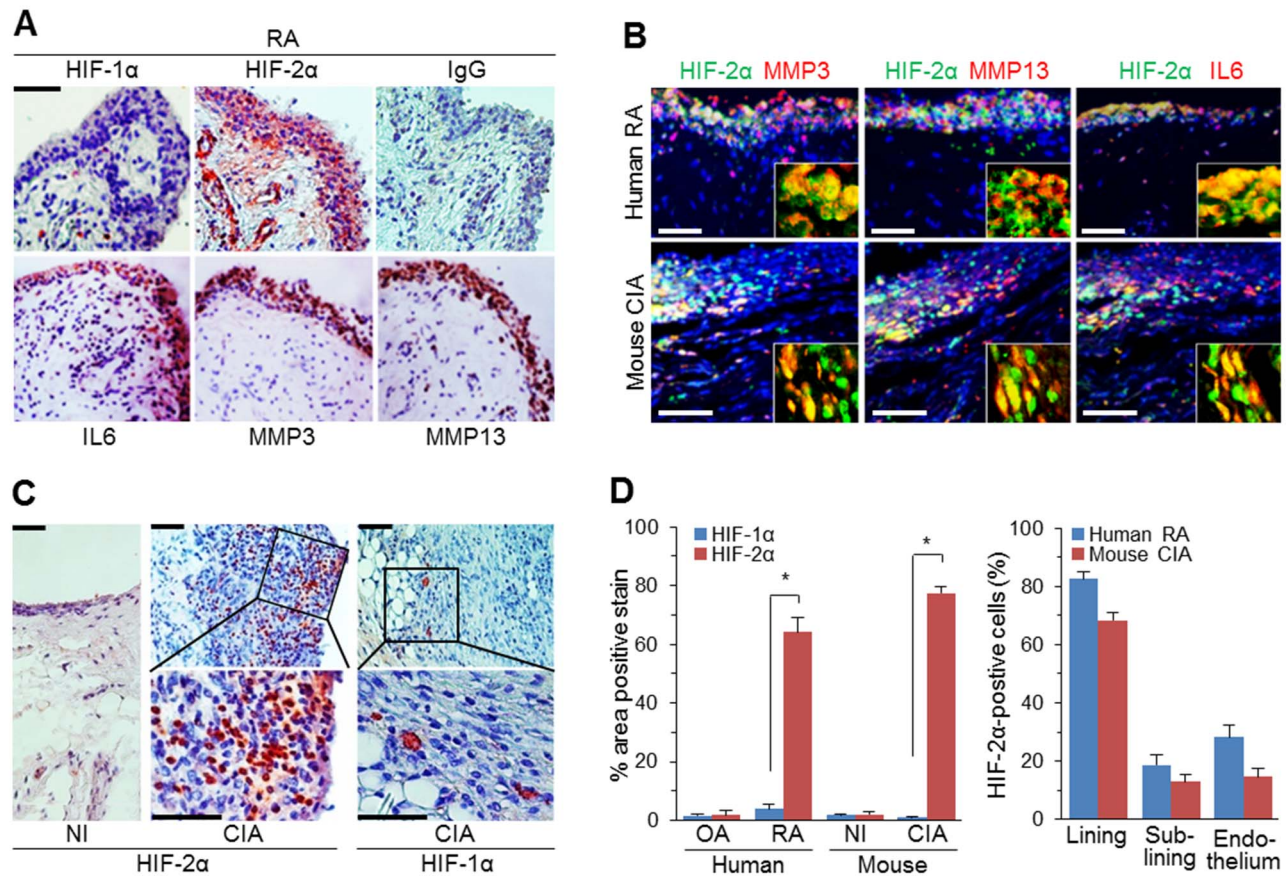 A
RA
HIF-1α HIF-2α IgG
IL6 MMP3 MMP13
B
HIF-2α MMP3 HIF-2α MMP13 HIF-2α IL6
Human RA
Mouse CIA
C
NI CIA CIA
HIF-2α HIF-1α
D
% area positive stain
100
80
60
40
20
0
HIF-1α
HIF-2α
* *
OA RA NI CIA
Human Mouse
HIF-2α-postive cells (%)
100
80
60
40
20
0
Human RA
Mouse CIA
Lining Sub-lining Endo-thelium